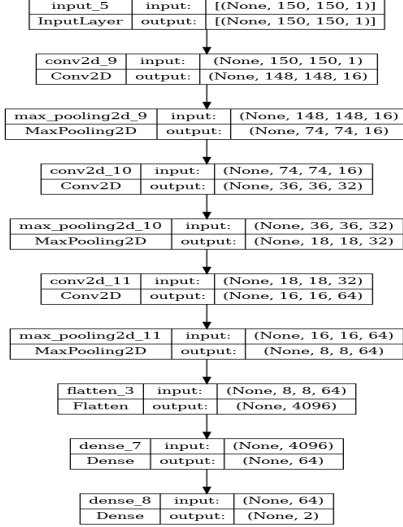 input_5 input: [(None, 150, 150, 1)]
InputLayer output: [(None, 150, 150, 1)]
conv2d_9 input: (None, 150, 150, 1)
Conv2D output: (None, 148, 148, 16)
max_pooling2d_9 input: (None, 148, 148, 16)
MaxPooling2D output: (None, 74, 74, 16)
conv2d_10 input: (None, 74, 74, 16)
Conv2D output: (None, 36, 36, 32)
max_pooling2d_10 input: (None, 36, 36, 32)
MaxPooling2D output: (None, 18, 18, 32)
conv2d_11 input: (None, 18, 18, 32)
Conv2D output: (None, 16, 16, 64)
max_pooling2d_11 input: (None, 16, 16, 64)
MaxPooling2D output: (None, 8, 8, 64)
flatten_3 input: (None, 8, 8, 64)
Flatten output: (None, 4096)
dense_7 input: (None, 4096)
Dense output: (None, 64)
dense_8 input: (None, 64)
Dense output: (None, 2)